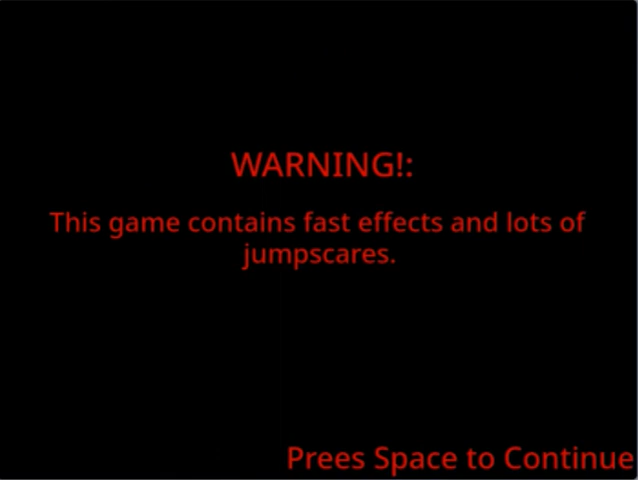 WARNING!:
This game contains fast effects and lots of
jumpscares.
Prees Space to Continue